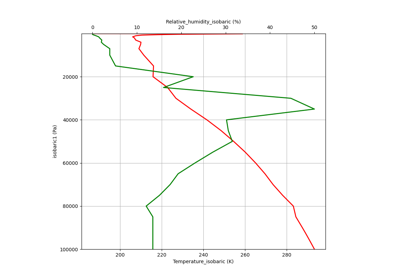 Relative_humidity_isobaric (%)
0 10 20 30 40 50
20000
40000
60000
80000
100000
isobaric1 (Pa)
200 220 240 260 280
Temperature_isobaric (K)